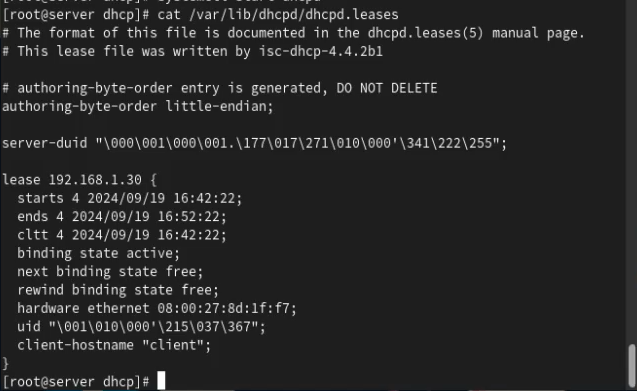 [root@server dhcp]# cat /var/lib/dhcpd/dhcpd.leases
# The format of this file is documented in the dhcpd.leases(5) manual page.
# This lease file was written by isc-dhcp-4.4.2b1
# authoring-byte-order entry is generated, DO NOT DELETE
authoring-byte-order little-endian;
server-duid "\000\001\000\001.\177\017\271\010\000'\341\222\255";
lease 192.168.1.30 {
  starts 4 2024/09/19 16:42:22;
  ends 4 2024/09/19 16:52:22;
  cltt 4 2024/09/19 16:42:22;
  binding state active;
  next binding state free;
  rewind binding state free;
  hardware ethernet 08:00:27:8d:1f:f7;
  uid "\001\010\000'\215\037\367";
  client-hostname "client";
}
[root@server dhcp]#